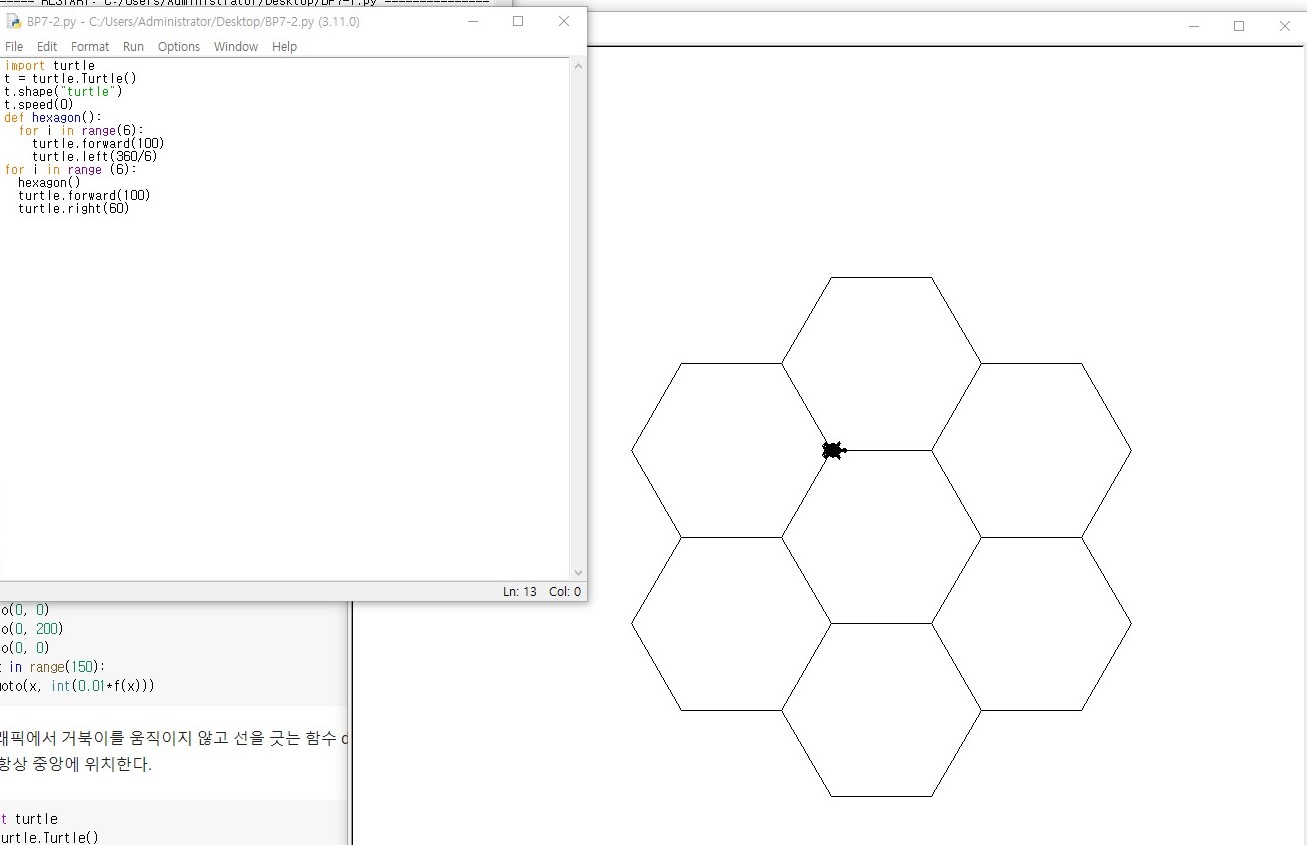 RESTART: C:/Users/Administrator/Desktop/BP7-1.py
BP7-2.py - C:/Users/Administrator/Desktop/BP7-2.py (3.11.0)
File Edit Format Run Options Window Help
import turtle
t = turtle.Turtle()
t.shape("turtle")
t.speed(0)
def hexagon():
for i in range(6):
turtle.forward(100)
turtle.left(360/6)
for i in range (6):
hexagon()
turtle.forward(100)
turtle.right(60)
Ln: 13 Col: 0
o(0, 0)
o(0, 200)
o(0, 0)
in range(150):
oto(x, int(0.01*f(x)))
래픽에서 거북이를 움직이지 않고 선을 긋는 함수
항상 중앙에 위치한다.
t turtle
urtle.Turtle()